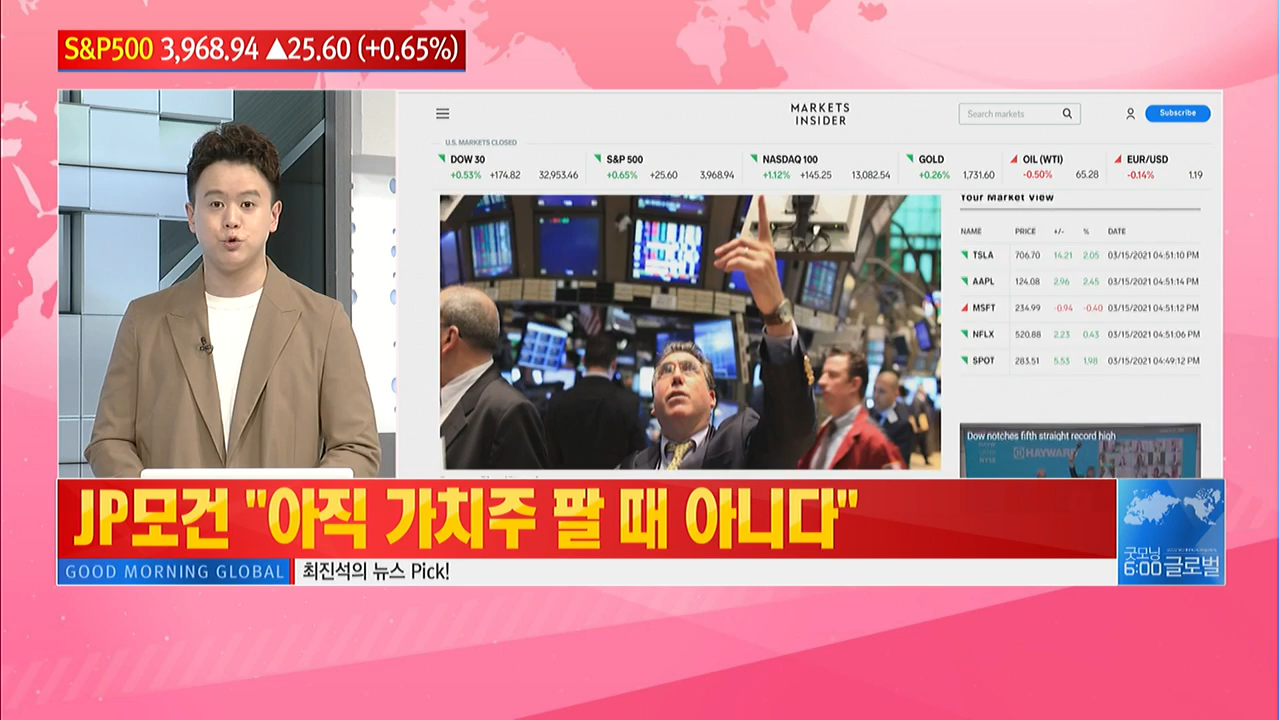 S&P500 3,968.94 ▲25.60 (+0.65%)
MARKETS
INSIDER
Search markets
Subscribe
U.S. MARKETS CLOSED
DOW 30
+0.53% +174.82 32,953.46
S&P 500
+0.65% +25.60 3,968.94
NASDAQ 100
+1.12% +145.25 13,082.54
GOLD
+0.26% 1,731.60
OIL (WTI)
-0.50% 65.28
EUR/USD
-0.14% 1.19
Your Market View
NAME PRICE +/- % DATE
TSLA 706.70 14.21 2.05 03/15/2021 04:51:10 PM
AAPL 124.08 2.96 2.45 03/15/2021 04:51:14 PM
MSFT 234.99 -0.94 -0.40 03/15/2021 04:51:12 PM
NFLX 520.88 2.23 0.43 03/15/2021 04:51:06 PM
SPOT 283.51 5.53 1.98 03/15/2021 04:49:12 PM
Dow notches fifth straight record high
HAYWARD
JP모건 "아직 가치주 팔 때 아니다"
GOOD MORNING GLOBAL 최진석의 뉴스 Pick!
굿모닝
6:00 글로벌